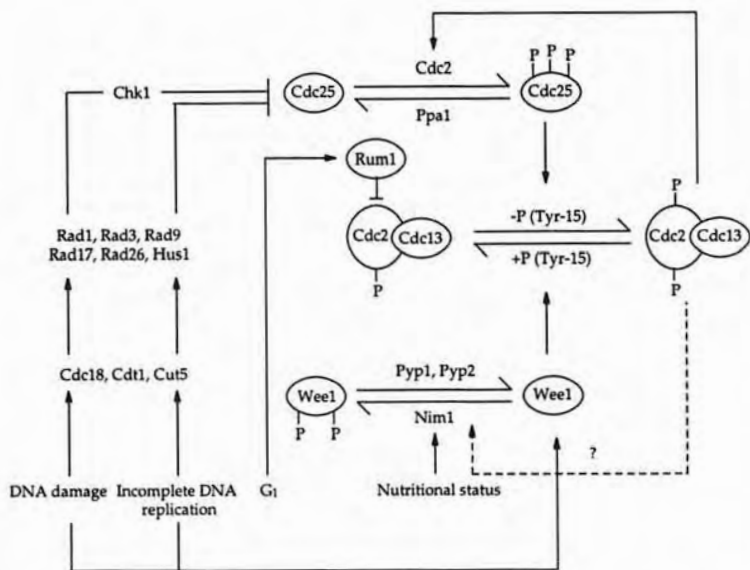 P P P
Cdc2
Chk1
Cdc25
Cdc25
Ppa1
Rum1
P
Rad1, Rad3, Rad9
Rad17, Rad26, Hus1
Cdc2 Cdc13
-P (Tyr-15)
+P (Tyr-15)
Cdc2 Cdc13
P
P
Cdc18, Cdt1, Cut5
Pyp1, Pyp2
Wee1
Wee1
Nim1
P P
?
DNA damage
Incomplete DNA
replication
G1
Nutritional status